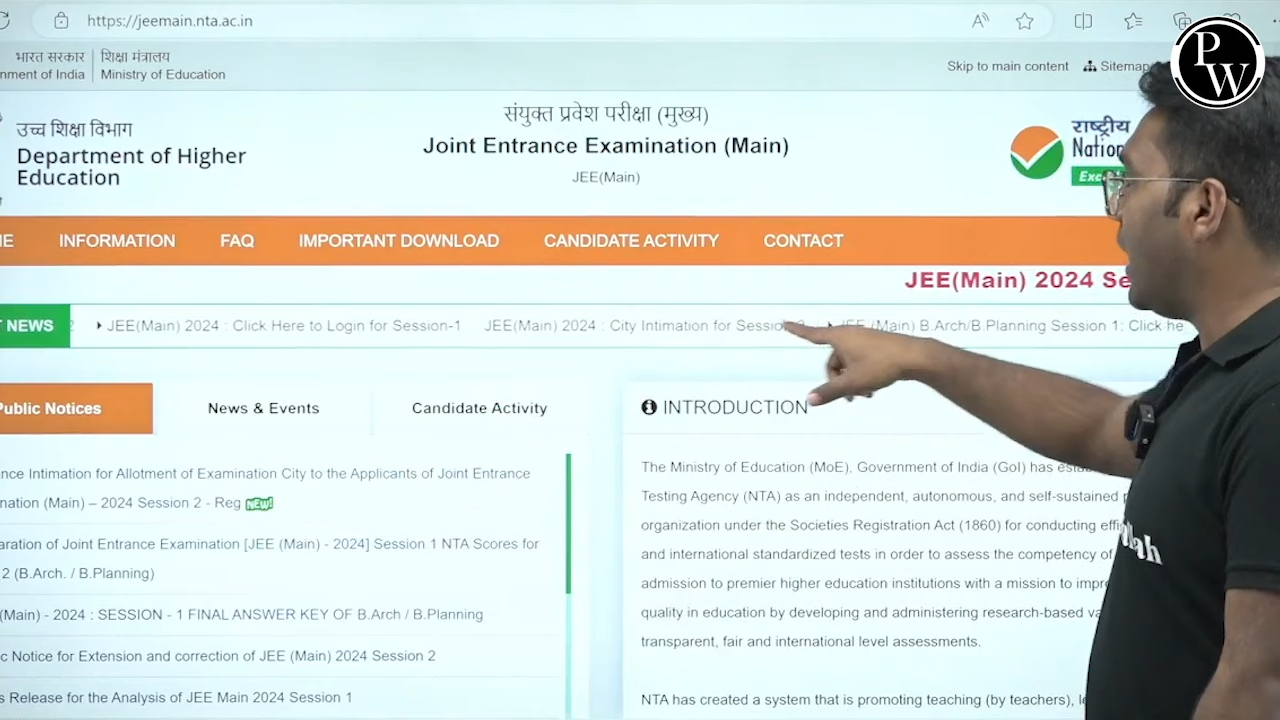 https://jeemain.nta.ac.in
PW
भारत सरकार
शिक्षा मंत्रालय
nment of India
Ministry of Education
Skip to main content
Sitemap
उच्च शिक्षा विभाग
Department of Higher
Education
संयुक्त प्रवेश परीक्षा (मुख्य)
Joint Entrance Examination (Main)
JEE(Main)
राष्ट्रीय
Nation
INFORMATION
FAQ
IMPORTANT DOWNLOAD
CANDIDATE ACTIVITY
CONTACT
JEE(Main) 2024 Se
NEWS
JEE(Main) 2024 : Click Here to Login for Session-1
JEE(Main) 2024 : City Intimation for Session
JEE (Main) B.Arch/B.Planning Session 1: Click he
Public Notices
News & Events
Candidate Activity
nce Intimation for Allotment of Examination City to the Applicants of Joint Entrance
nation (Main) – 2024 Session 2 - Reg NEW!
aration of Joint Entrance Examination [JEE (Main) - 2024] Session 1 NTA Scores for
2 (B.Arch. / B.Planning)
(Main) - 2024 : SESSION - 1 FINAL ANSWER KEY OF B.Arch / B.Planning
c Notice for Extension and correction of JEE (Main) 2024 Session 2
s Release for the Analysis of JEE Main 2024 Session 1
INTRODUCTION
The Ministry of Education (MoE), Government of India (GoI) has
Testing Agency (NTA) as an independent, autonomous, and self-sustained
organization under the Societies Registration Act (1860) for conducting
and international standardized tests in order to assess the competency of
admission to premier higher education institutions with a mission to
quality in education by developing and administering research-based
transparent, fair and international level assessments.
NTA has created a system that is promoting teaching (by teachers),